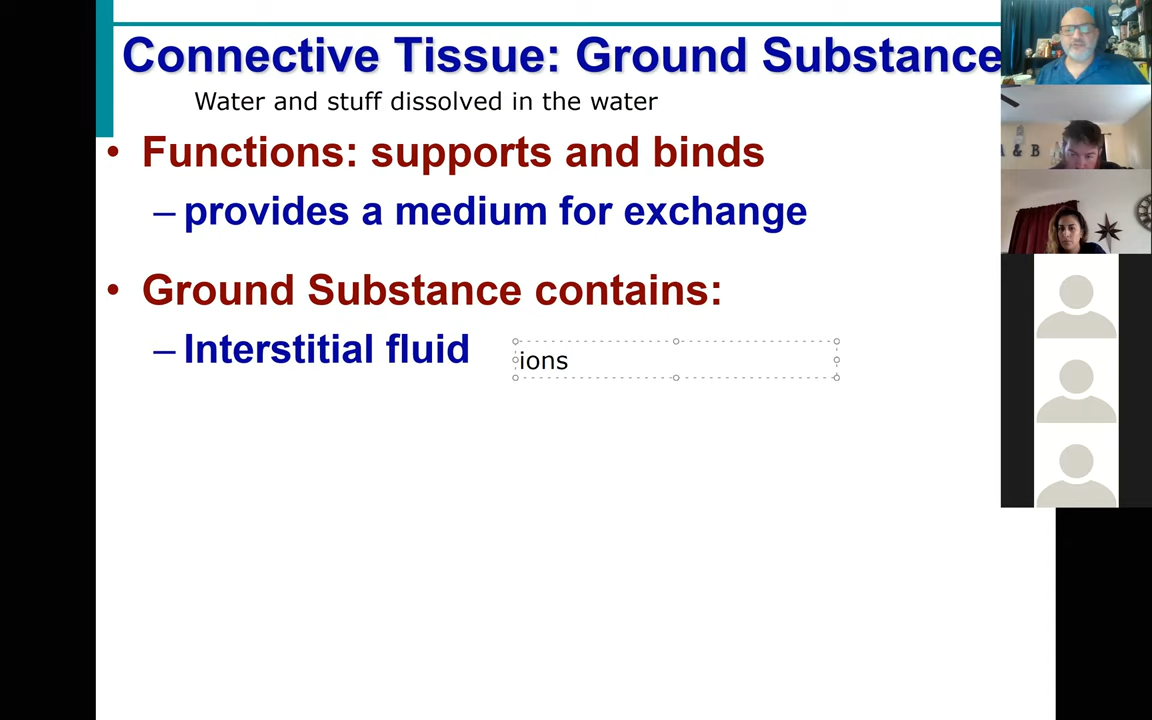 Connective Tissue: Ground Substance
Water and stuff dissolved in the water
• Functions: supports and binds
– provides a medium for exchange
• Ground Substance contains:
– Interstitial fluid
ions
A & B